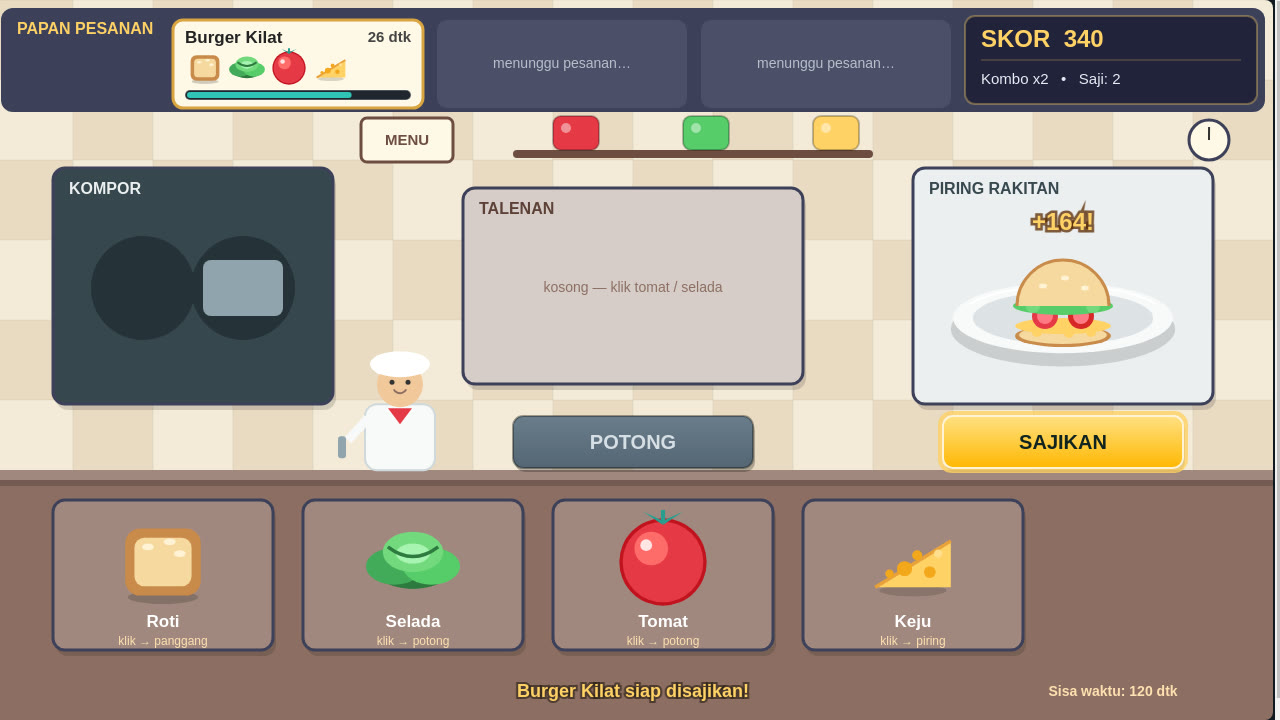 PAPAN PESANAN
Burger Kilat
26 dtk
menunggu pesanan…
menunggu pesanan…
SKOR 340
Kombo x2 • Saji: 2
MENU
KOMPOR
TALENAN
kosong — klik tomat / selada
PIRING RAKITAN
+164!
POTONG
SAJIKAN
Roti
klik → panggang
Selada
klik → potong
Tomat
klik → potong
Keju
klik → piring
Burger Kilat siap disajikan!
Sisa waktu: 120 dtk